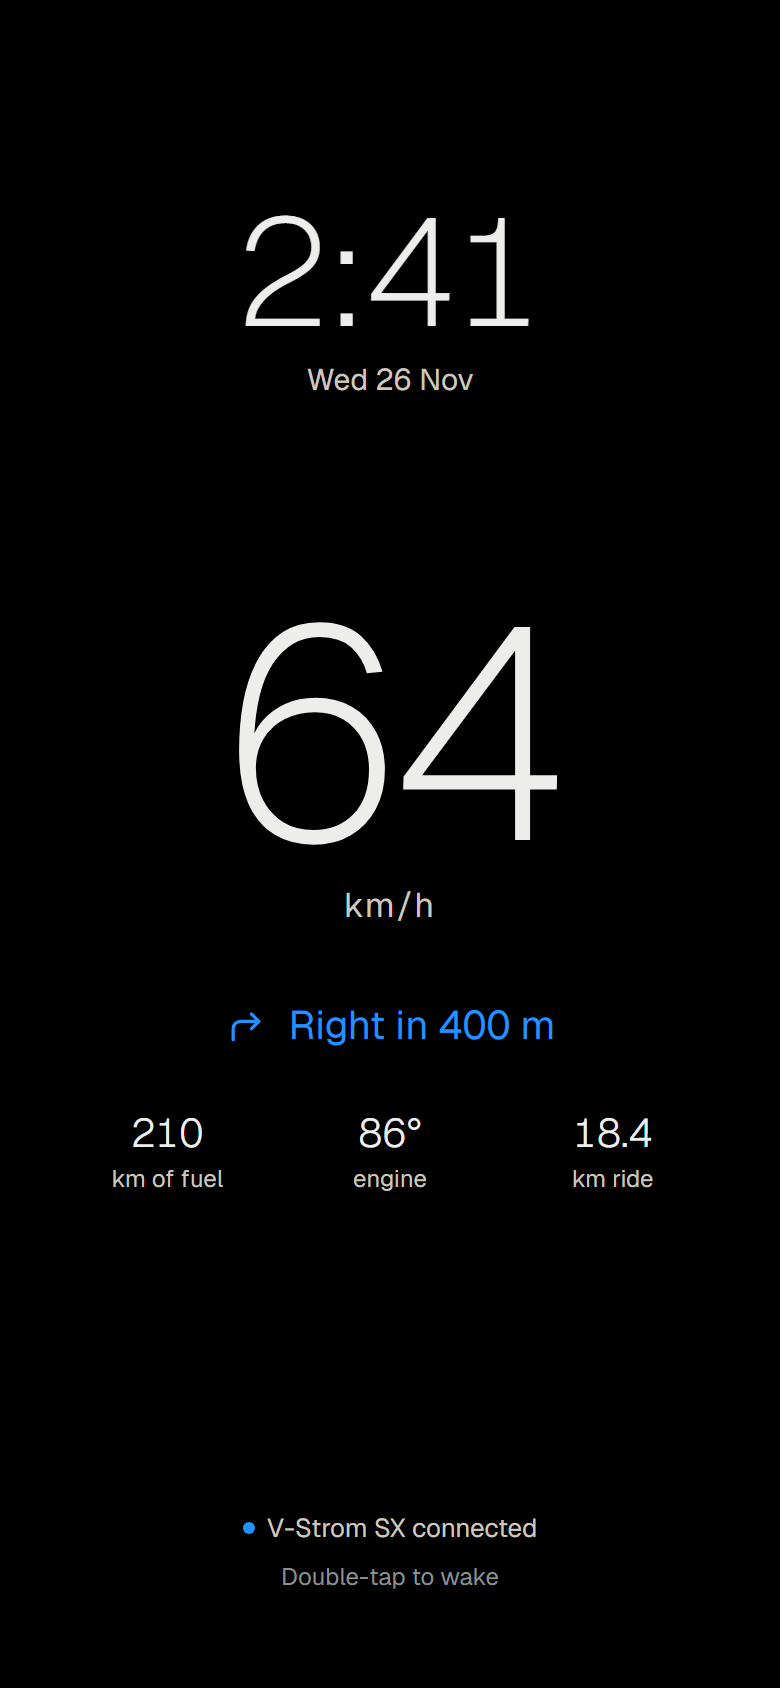 2:41
Wed 26 Nov
64
km/h
Right in 400 m
210 86° 18.4
km of fuel engine km ride
V-Strom SX connected
Double-tap to wake